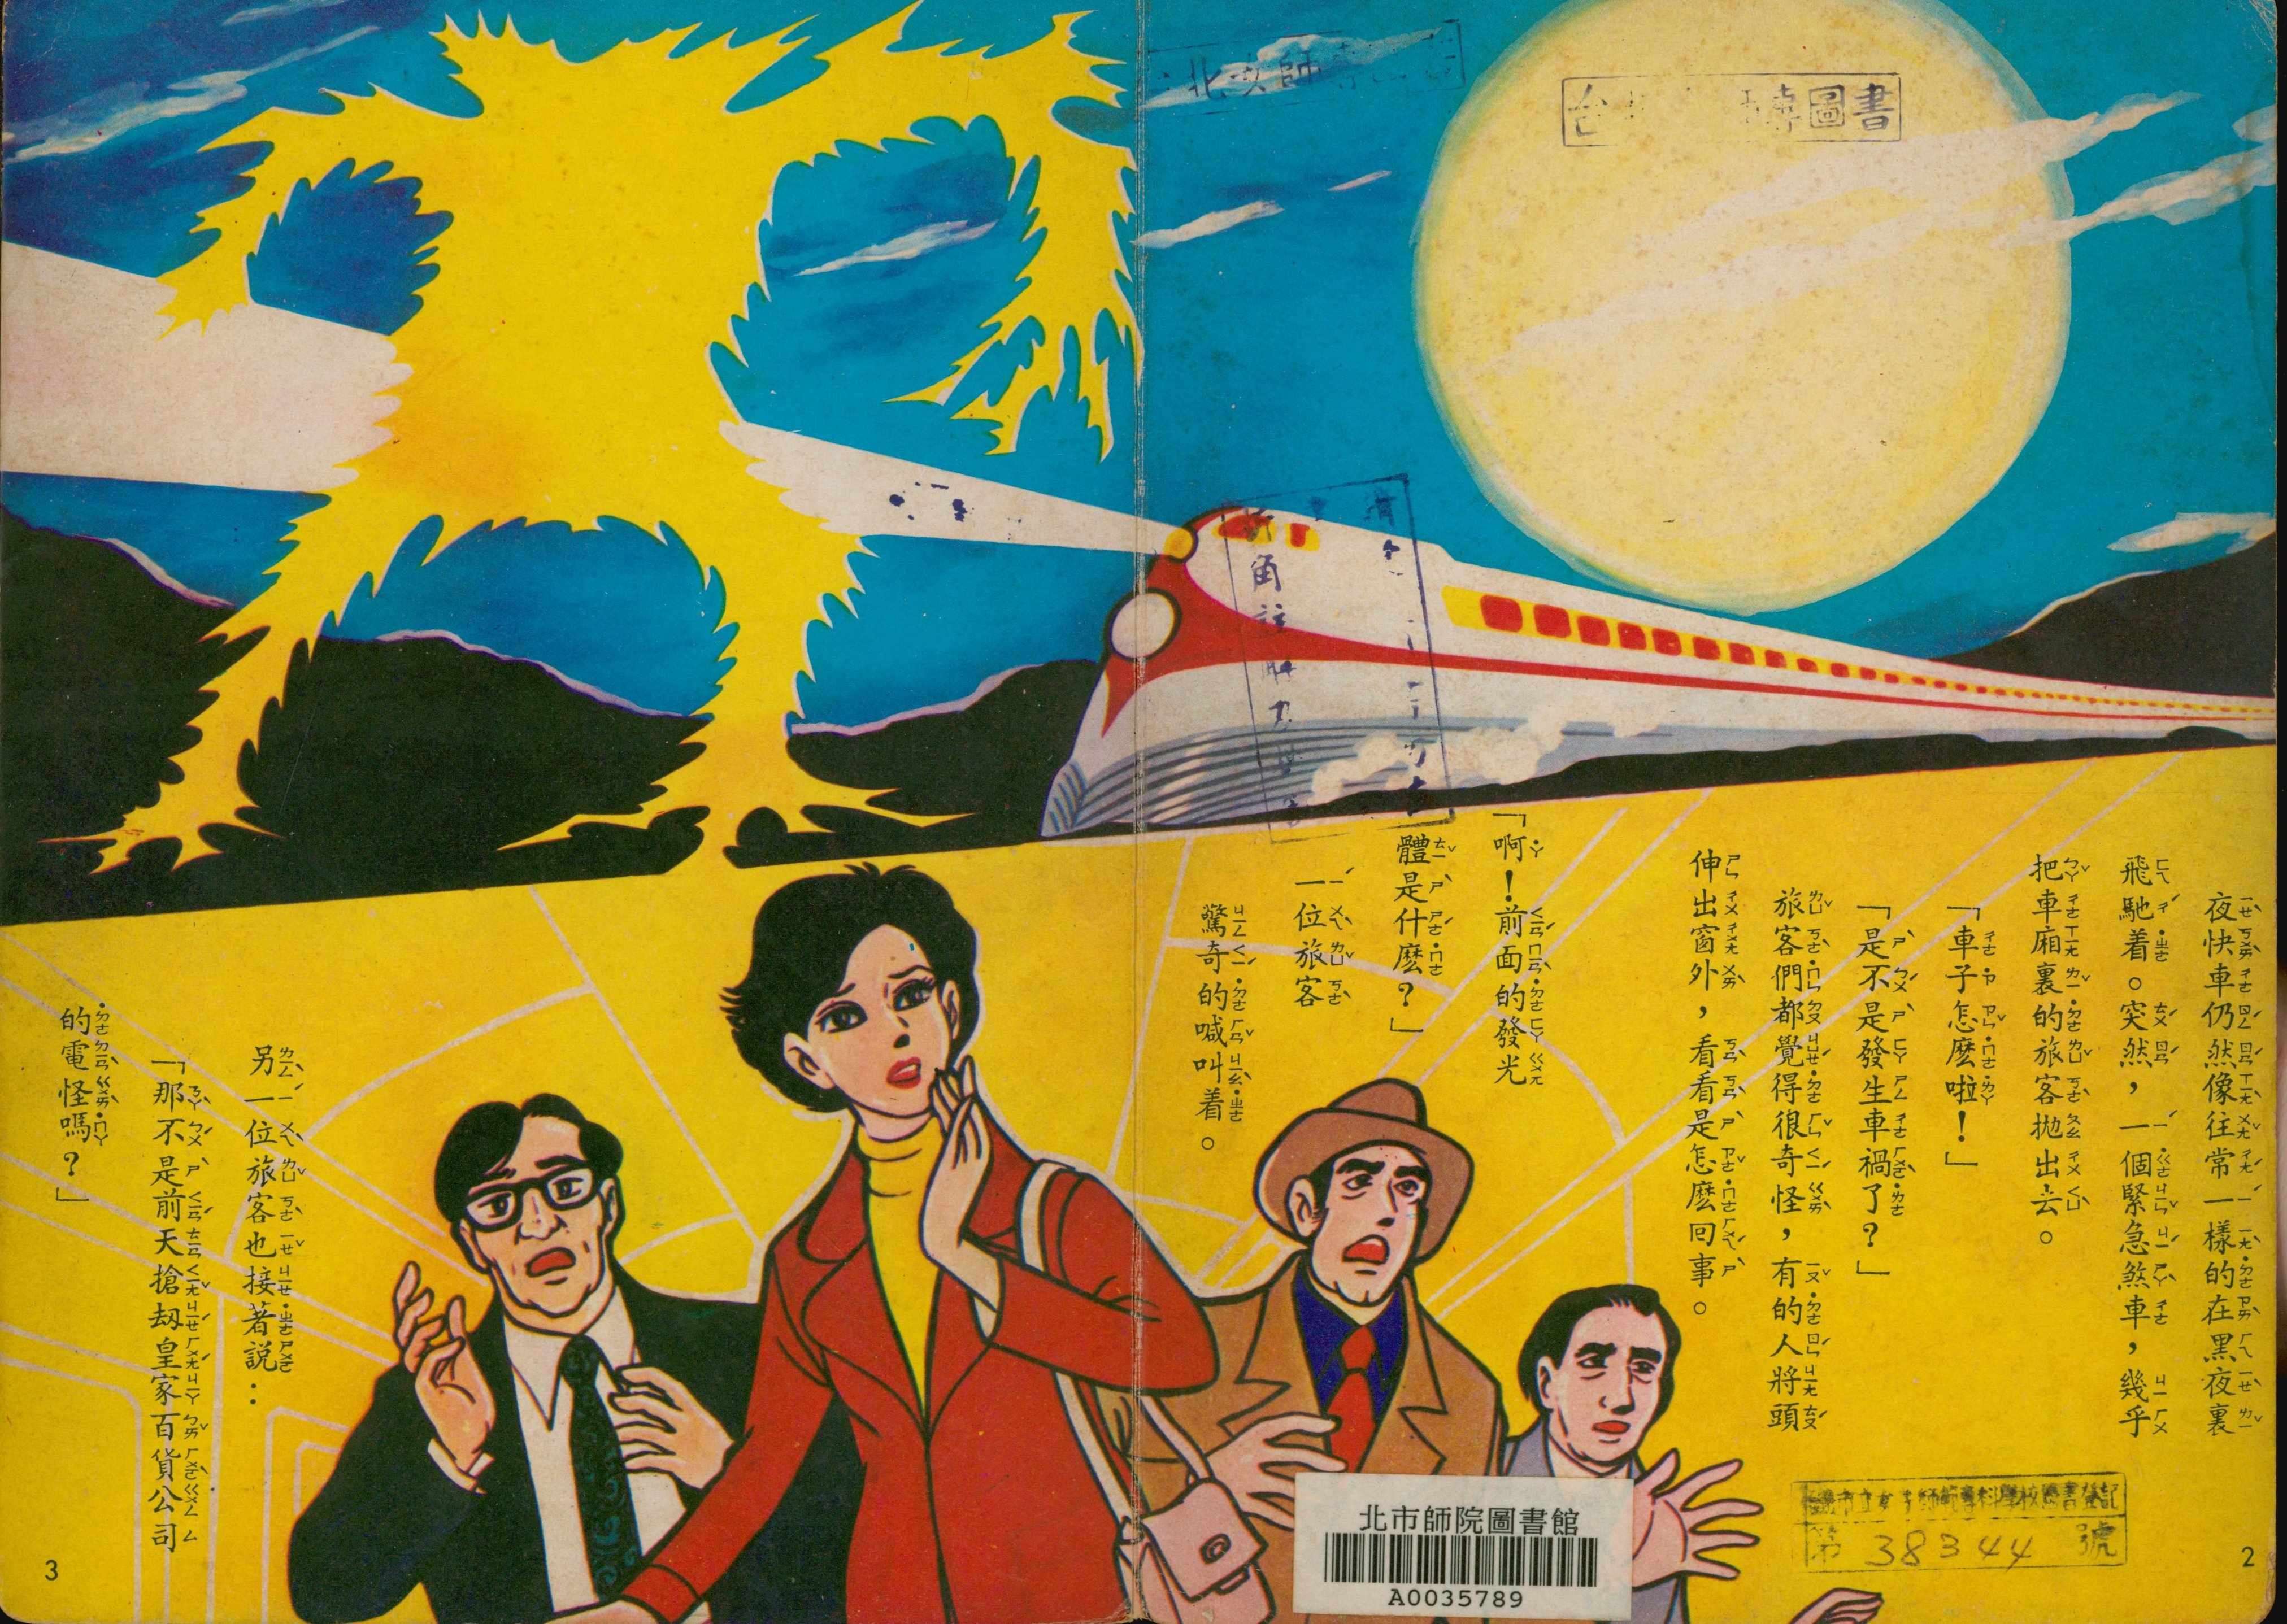 夜快車仍然像往常一樣的在黑夜裏
飛馳着。突然，一個緊急煞車，幾乎
把車廂裏的旅客拋出去。
「車子怎麽啦！」
「是不是發生車禍了？」
旅客們都覺得很奇怪，有的人將頭
伸出窗外，看看是怎麽回事。
「啊！前面的發光
體是什麽？」
一位旅客
驚奇的喊叫着。
另一位旅客也接著説：
「那不是前天搶刼皇家百貨公司
的電怪嗎？」
2
3
北市師院圖書館
A0035789
第 38344 號
圖書